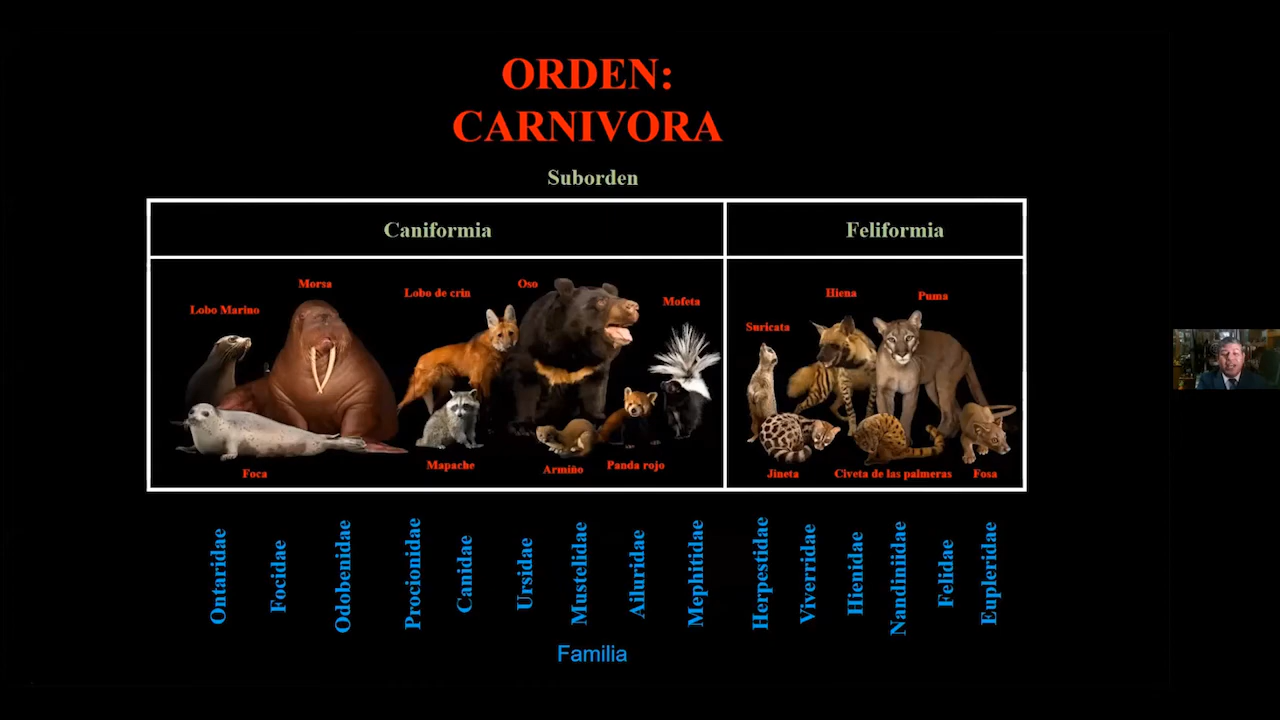 ORDEN:
CARNIVORA
Suborden
Caniformia
Feliformia
Lobo Marino
Morsa
Lobo de crin
Oso
Mofeta
Foca
Mapache
Armiño
Panda rojo
Suricata
Hiena
Puma
Jineta
Civeta de las palmeras
Fosa
Ontaridae
Focidae
Odobenidae
Procionidae
Canidae
Ursidae
Mustelidae
Ailuridae
Mephitidae
Herpestidae
Viverridae
Hienidae
Nandiniidae
Felidae
Eupleridae
Familia